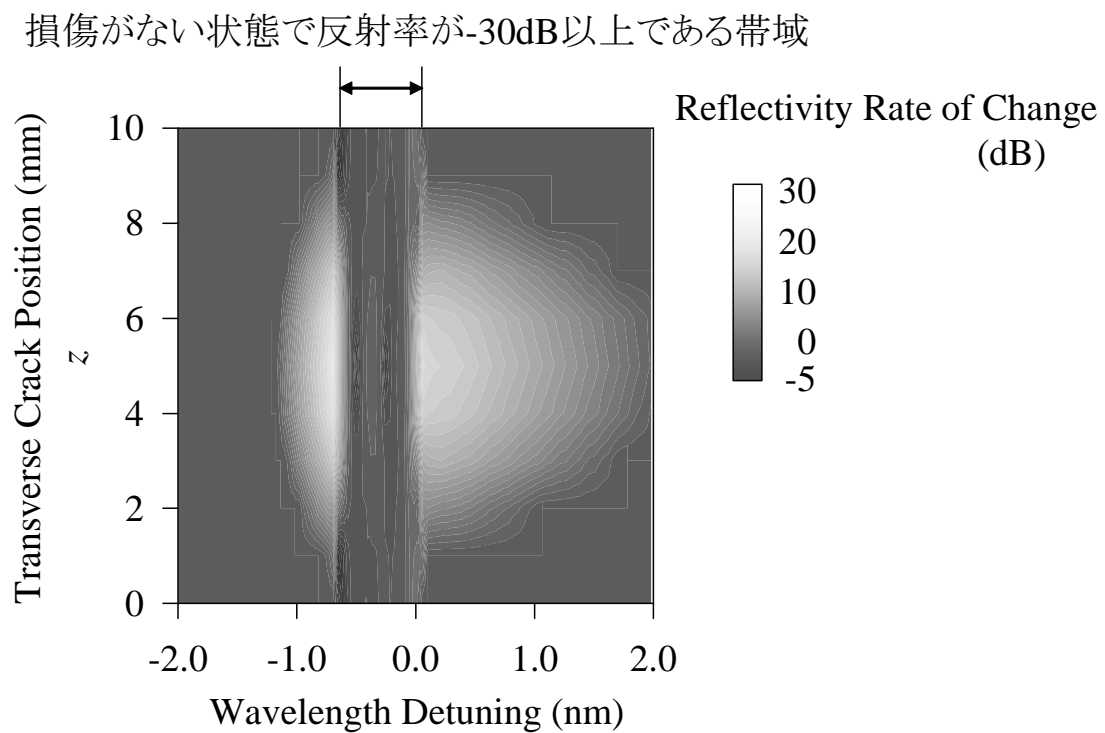 損傷がない状態で反射率が-30dB以上である帯域
Reflectivity Rate of Change
(dB)
30
20
10
0
-5
Transverse Crack Position (mm)
z
10
8
6
4
2
0
-2.0 -1.0 0.0 1.0 2.0
Wavelength Detuning (nm)